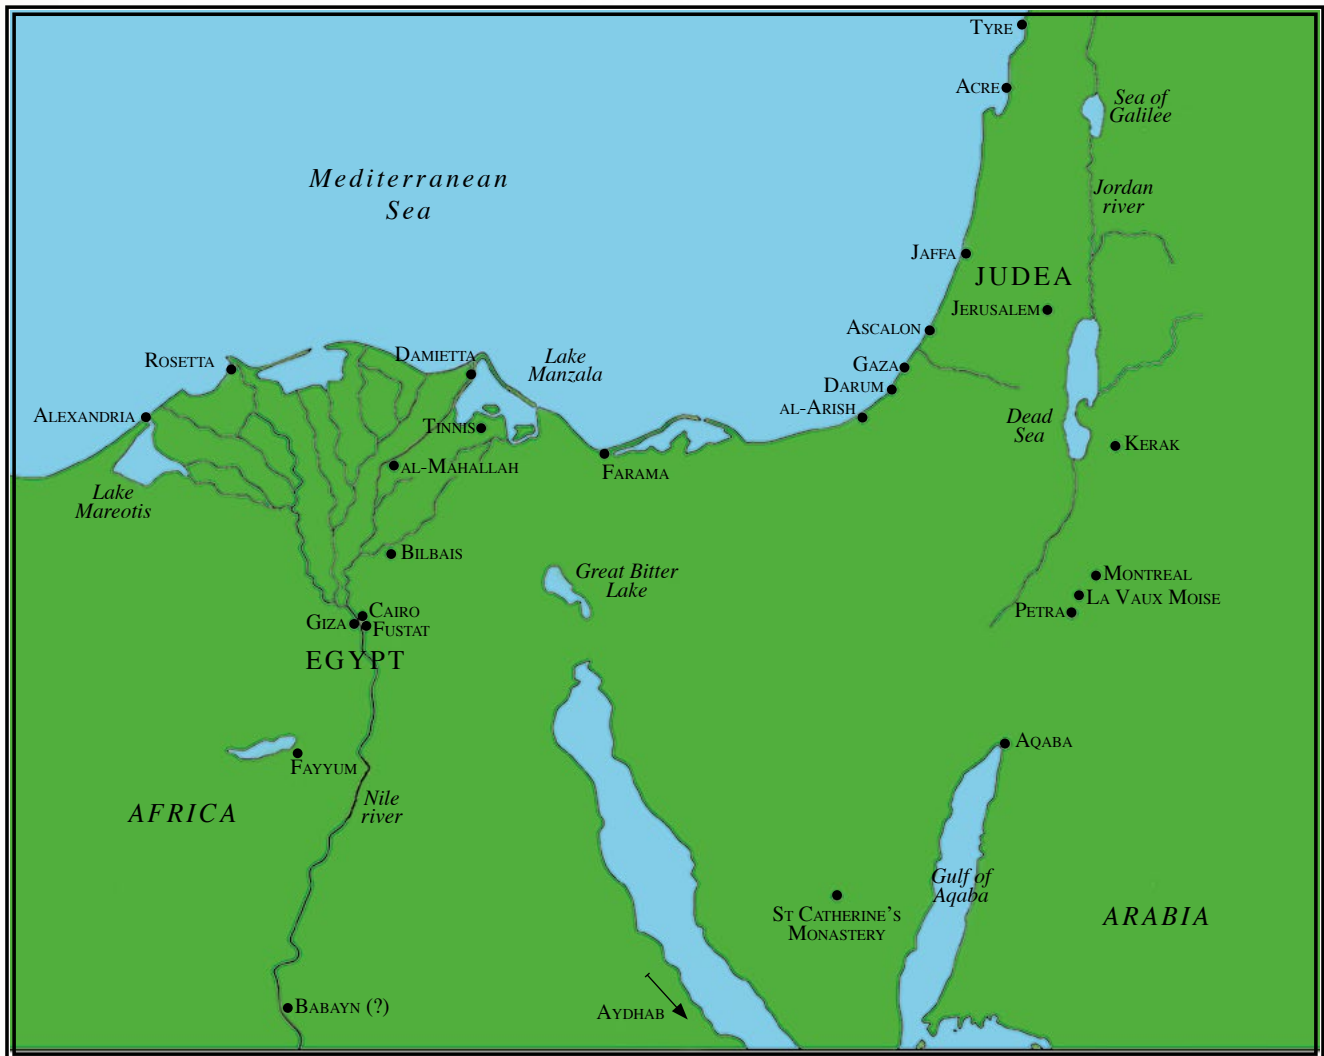 Tyre
Acre
Sea of
Galilee
Mediterranean
Sea
Jordan
river
Jaffa
JUDEA
Jerusalem
Ascalon
Rosetta
Damietta
Lake
Manzala
Gaza
Darum
al-Arish
Alexandria
Tinnis
Dead
Sea
Kerak
al-Mahallah
Farama
Lake
Mareotis
Bilbais
Great Bitter
Lake
Montreal
La Vaux Moise
Petra
Cairo
Giza
Fustat
EGYPT
Aqaba
Fayyum
AFRICA
Nile
river
Gulf of
Aqaba
St Catherine's
Monastery
ARABIA
Babayn (?)
Aydhab